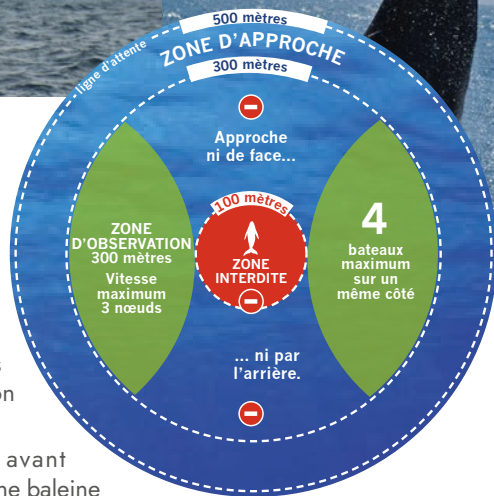 500 mètres
ZONE D'APPROCHE
ligne d'attente
300 mètres
Approche
ni de face...
100 mètres
ZONE
D'OBSERVATION
300 mètres
Vitesse
maximum
3 nœuds
ZONE
INTERDITE
4
bateaux
maximum
sur un
même côté
... ni par
l'arrière.
avant
baleine